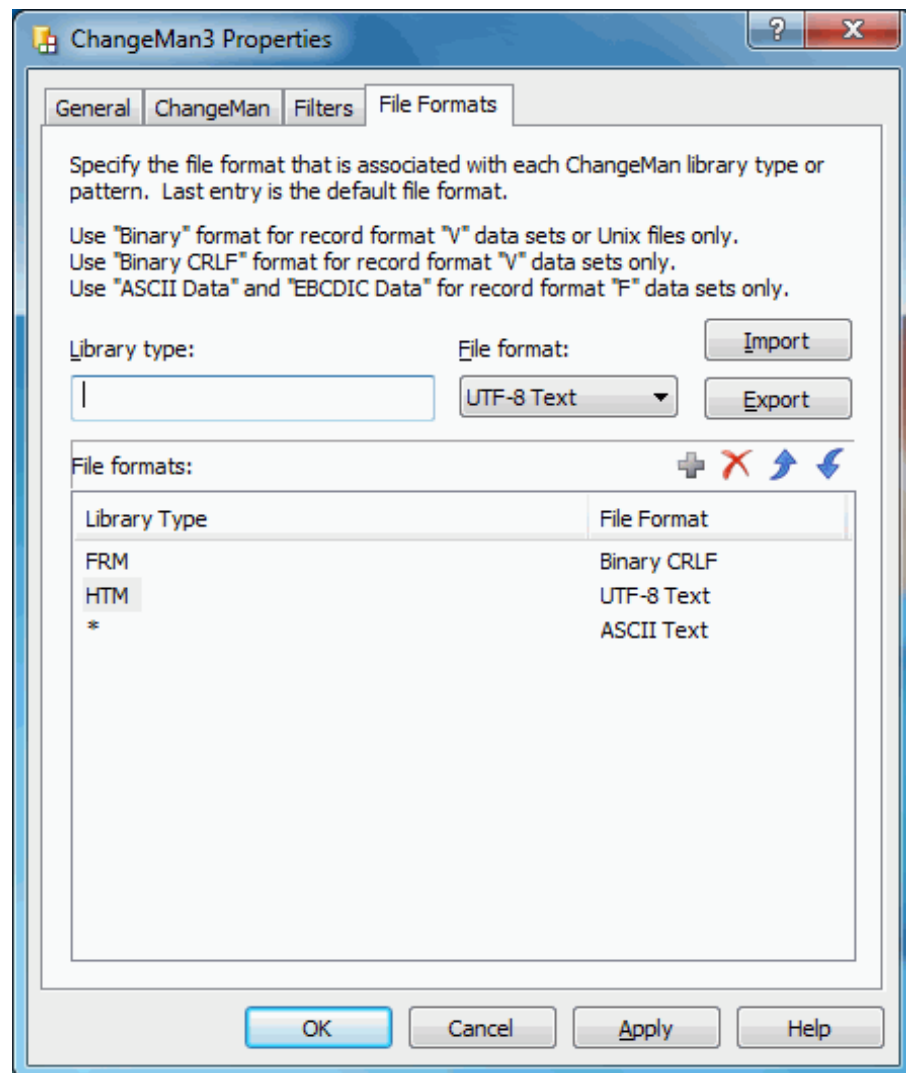 ChangeMan3 Properties
General ChangeMan Filters File Formats
Specify the file format that is associated with each ChangeMan library type or
pattern. Last entry is the default file format.
Use "Binary" format for record format "V" data sets or Unix files only.
Use "Binary CRLF" format for record format "V" data sets only.
Use "ASCII Data" and "EBCDIC Data" for record format "F" data sets only.
Library type: File format: Import
UTF-8 Text Export
File formats:
Library Type File Format
FRM Binary CRLF
HTM UTF-8 Text
* ASCII Text
OK Cancel Apply Help